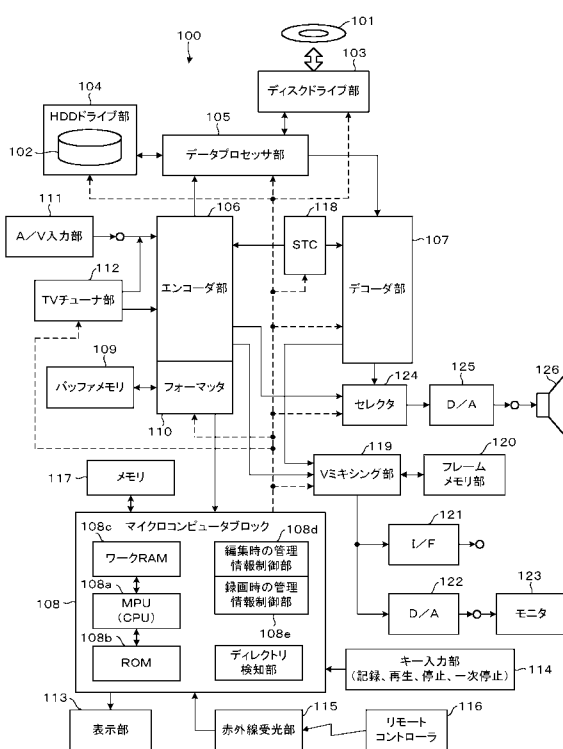 100
101
103
ディスクドライブ部
104
HDDドライブ部
102
105
データプロセッサ部
111
A/V入力部
106
エンコーダ部
118
STC
107
デコーダ部
112
TVチューナ部
109
バッファメモリ
フォーマッタ
110
124
セレクタ
125
D/A
126
119
Vミキシング部
120
フレーム
メモリ部
117
メモリ
121
I/F
マイクロコンピュータブロック
108
108c
ワークRAM
108a
MPU
(CPU)
108b
ROM
108d
編集時の管理
情報制御部
録画時の管理
情報制御部
108e
ディレクトリ
検知部
122
D/A
123
モニタ
キー入力部
(記録、再生、停止、一次停止)
114
113
表示部
115
赤外線受光部
116
リモート
コントローラ